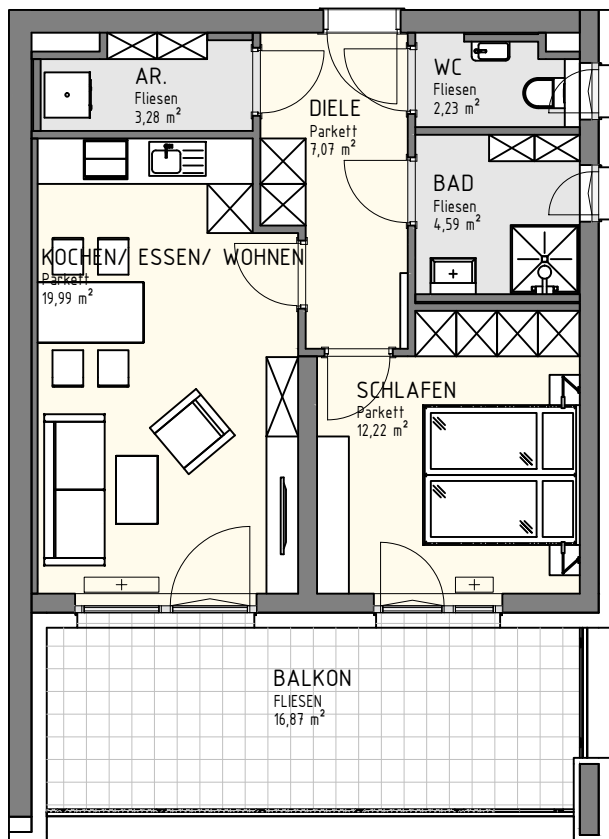 AR.
Fliesen
3,28 m²
WC
Fliesen
2,23 m²
DIELE
Parkett
7,07 m²
BAD
Fliesen
4,59 m²
KOCHEN/ ESSEN/ WOHNEN
Parkett
19,99 m²
SCHLAFEN
Parkett
12,22 m²
BALKON
FLIESEN
16,87 m²